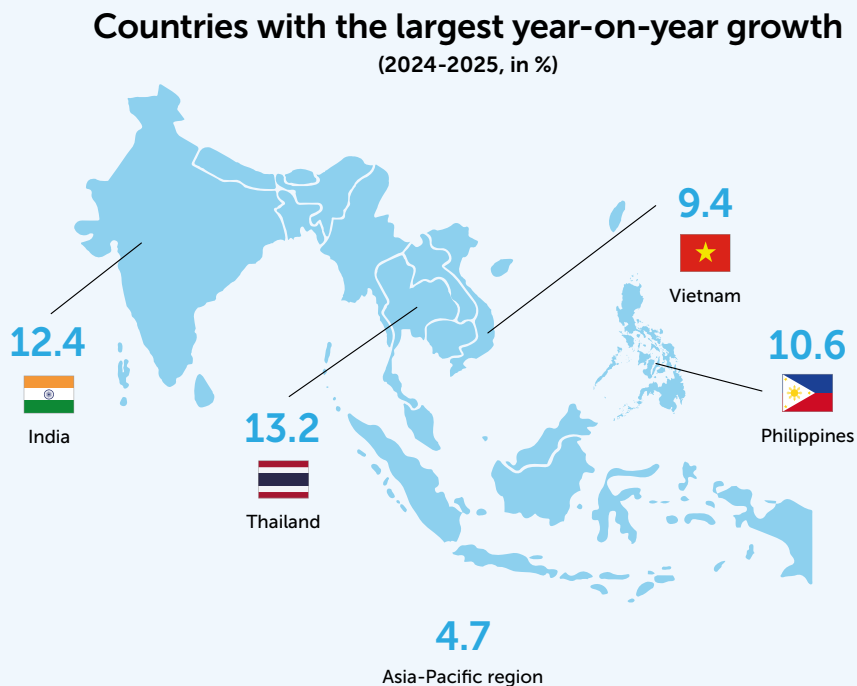 Countries with the largest year-on-year growth
(2024-2025, in %)
9.4
Vietnam
12.4
India
10.6
Philippines
13.2
Thailand
4.7
Asia-Pacific region